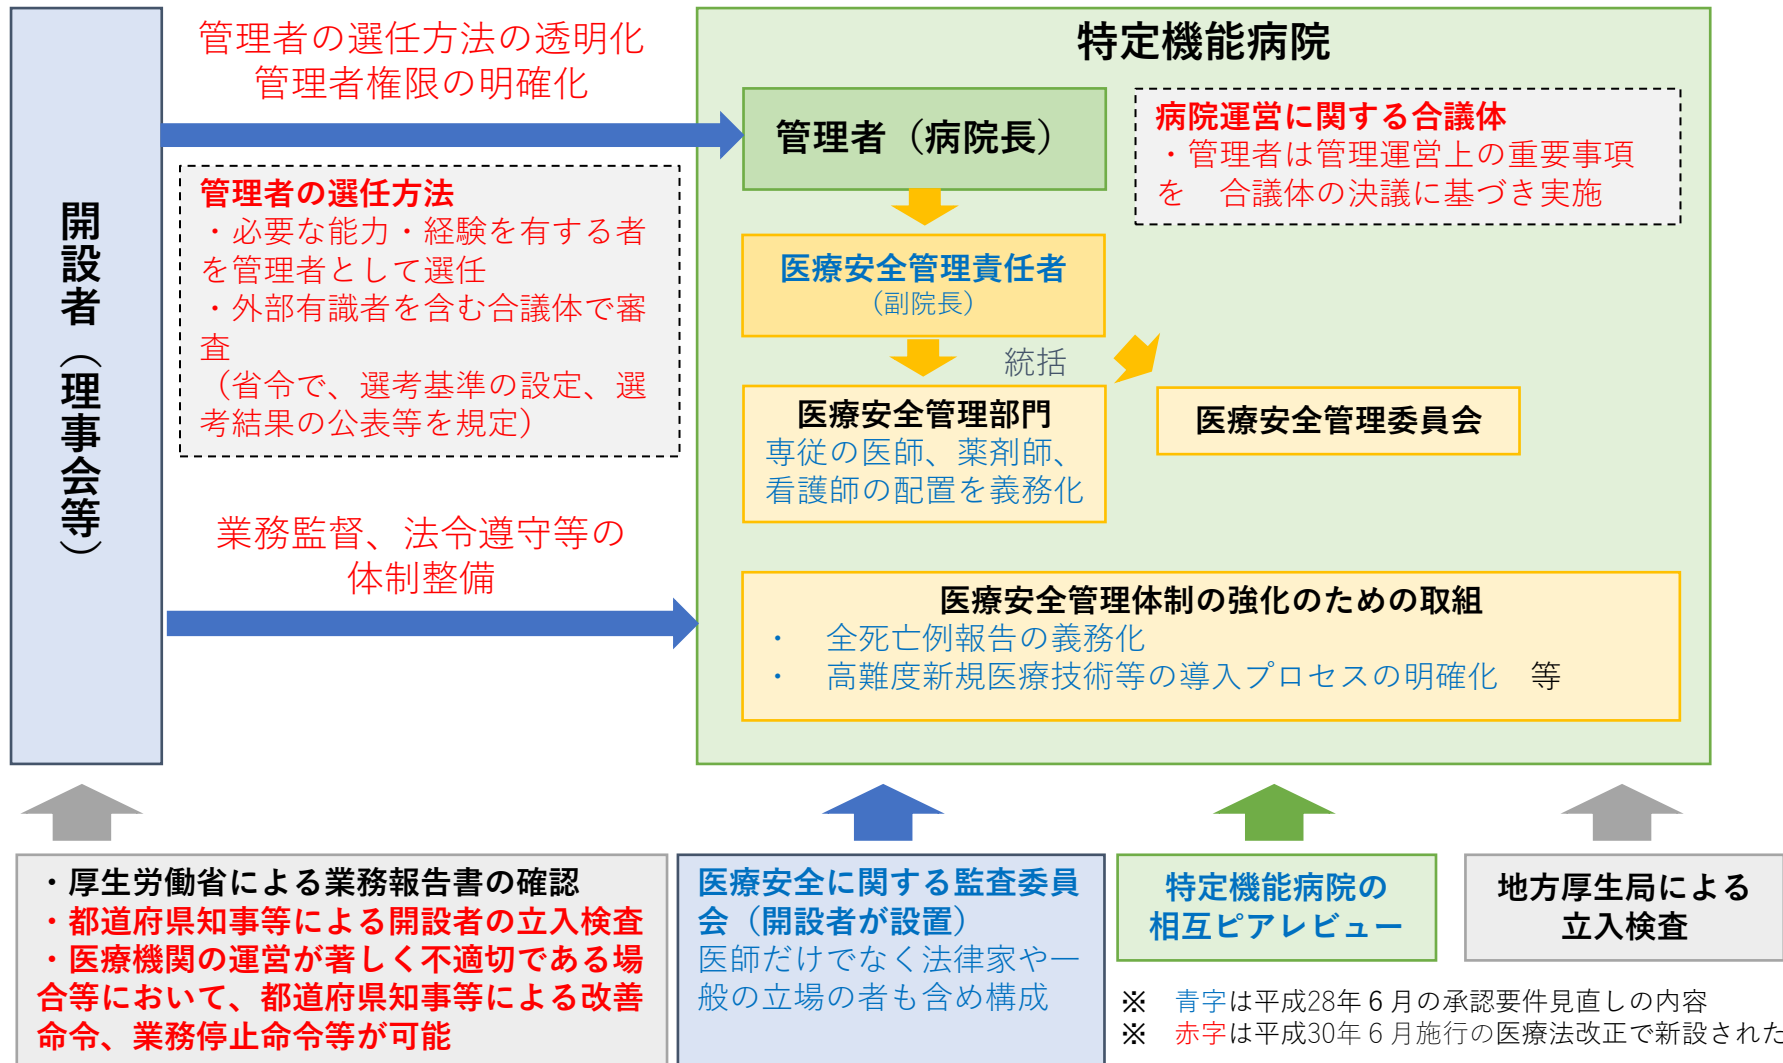 管理者の選任方法の透明化
管理者権限の明確化
特定機能病院
管理者（病院長）
病院運営に関する合議体
・管理者は管理運営上の重要事項
を　合議体の決議に基づき実施
開設者（理事会等）
管理者の選任方法
・必要な能力・経験を有する者
を管理者として選任
・外部有識者を含む合議体で審
査
（省令で、選考基準の設定、選
考結果の公表等を規定）
医療安全管理責任者
（副院長）
統括
医療安全管理部門
専従の医師、薬剤師、
看護師の配置を義務化
医療安全管理委員会
業務監督、法令遵守等の
体制整備
医療安全管理体制の強化のための取組
・　全死亡例報告の義務化
・　高難度新規医療技術等の導入プロセスの明確化　等
・厚生労働省による業務報告書の確認
・都道府県知事等による開設者の立入検査
・医療機関の運営が著しく不適切である場
合等において、都道府県知事等による改善
命令、業務停止命令等が可能
医療安全に関する監査委員
会（開設者が設置）
医師だけでなく法律家や一
般の立場の者も含め構成
特定機能病院の
相互ピアレビュー
地方厚生局による
立入検査
※　青字は平成28年６月の承認要件見直しの内容
※　赤字は平成30年６月施行の医療法改正で新設された